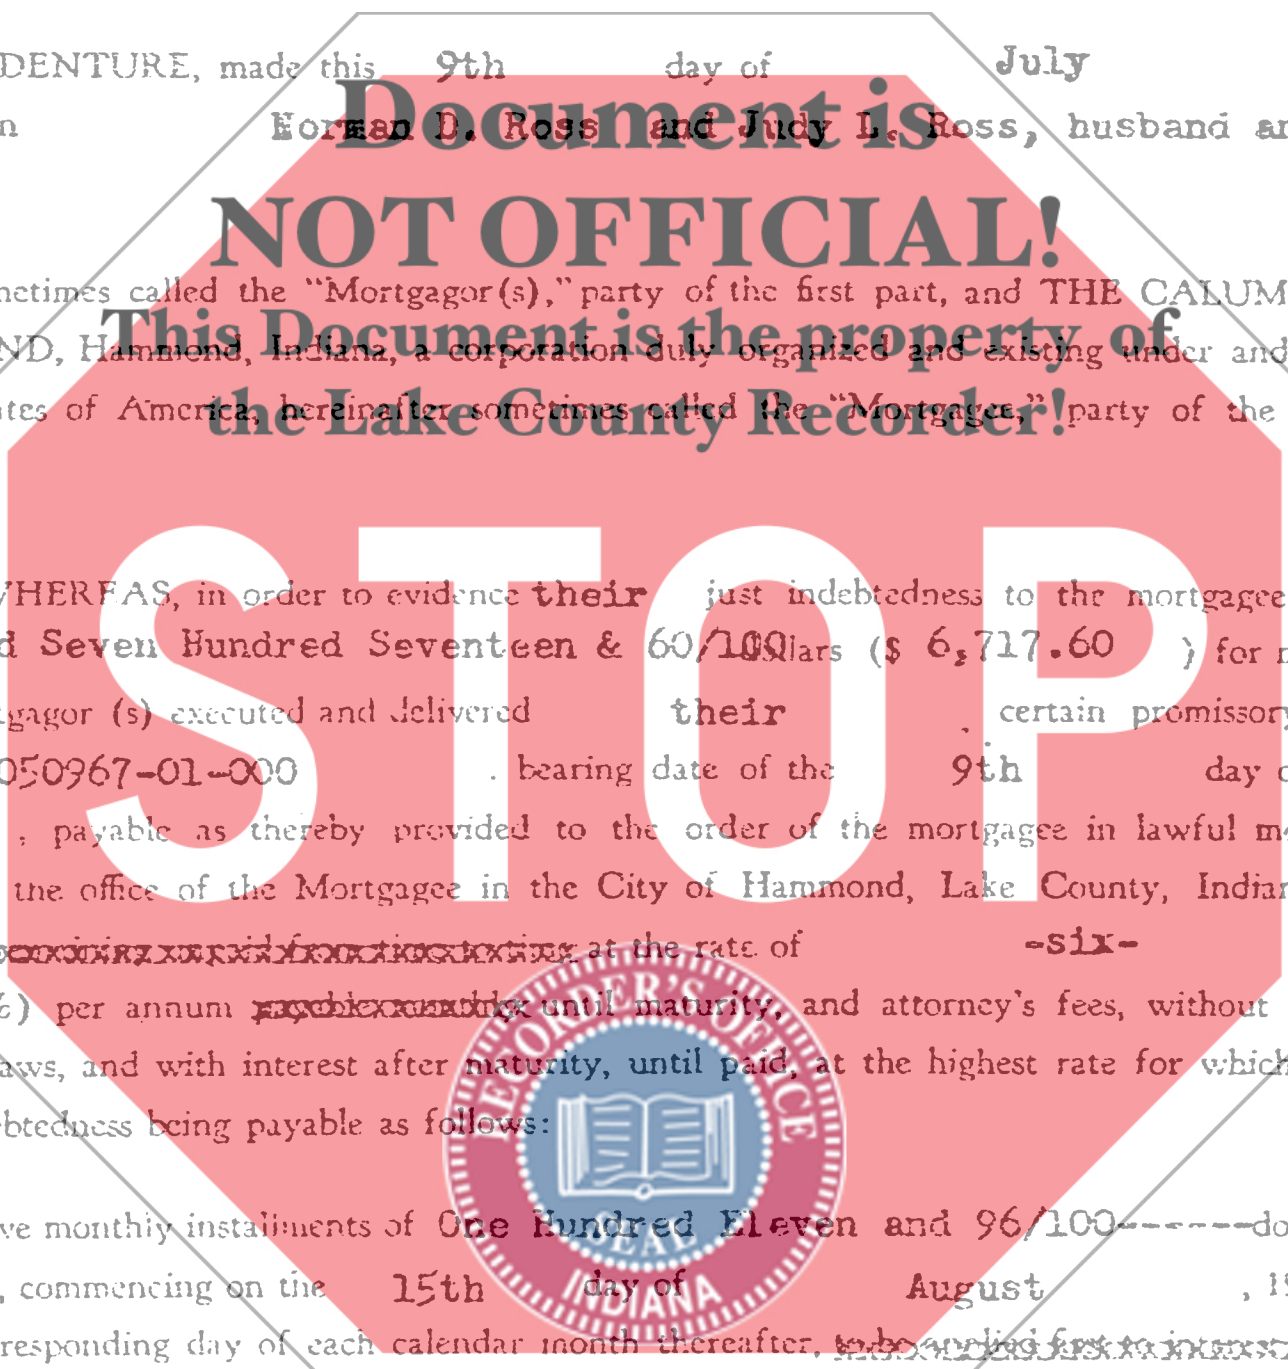 DENTURE, made this 9th day of July
Document is
n Norman D. Ross and Judy L. Ross, husband an
NOT OFFICIAL!
netimes called the "Mortgagor(s)," party of the first part, and THE CALUM
This Document is the property of
ND, Hammond, Indiana, a corporation duly organized and existing under and
the Lake County Recorder!
ates of America, hereinafter sometimes called the "Mortgagee," party of the
STOP
WHEREAS, in order to evidence their just indebtedness to the mortgagee
d Seven Hundred Seventeen & 60/100 Dollars ($ 6,717.60 ) for m
gagor (s) executed and delivered their certain promissory
050967-01-000 . bearing date of the 9th day o
, payable as thereby provided to the order of the mortgagee in lawful m
the office of the Mortgagee in the City of Hammond, Lake County, Indian
at the rate of -six-
%) per annum until maturity, and attorney's fees, without
aws, and with interest after maturity, until paid, at the highest rate for which
btedness being payable as follows:
RECORDER'S OFFICE
SEAL
INDIANA
ve monthly installments of One Hundred Eleven and 96/100------do
, commencing on the 15th day of August , 19
responding day of each calendar month thereafter,